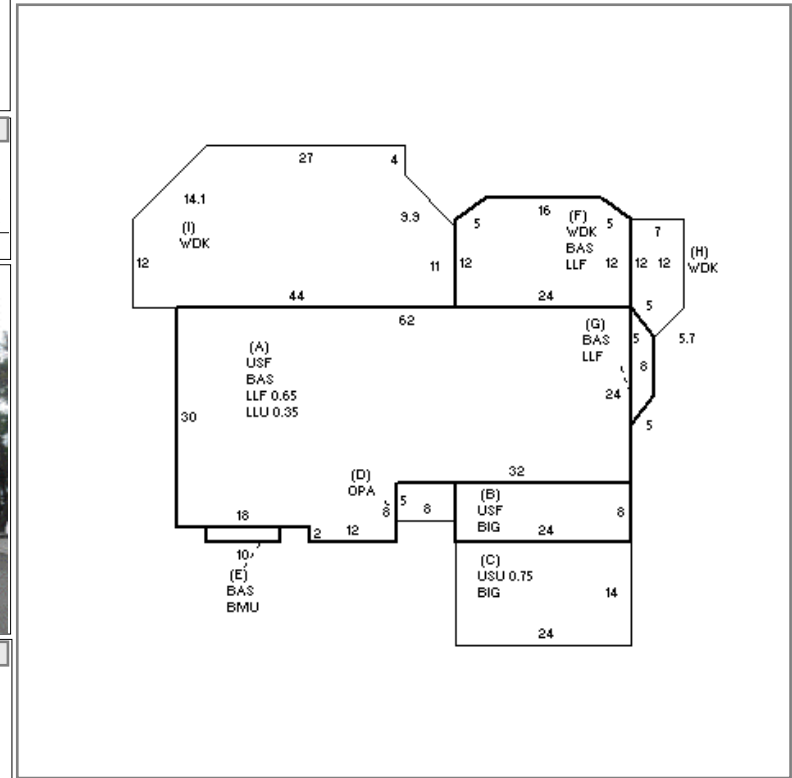 27
4
14.1
9.9
(I)
WDK
12
11
44
16
5
5
(F)
WDK
BAS
LLF
12
12
24
7
12
12
(H)
WDK
5
5.7
62
(A)
USF
BAS
LLF 0.65
LLU 0.35
30
(G)
BAS
LLF
5
8
24
5
32
(D)
OPA
5
8
8
(B)
USF
BIG
8
24
18
2
12
10
(E)
BAS
BMU
(C)
USU 0.75
BIG
14
24